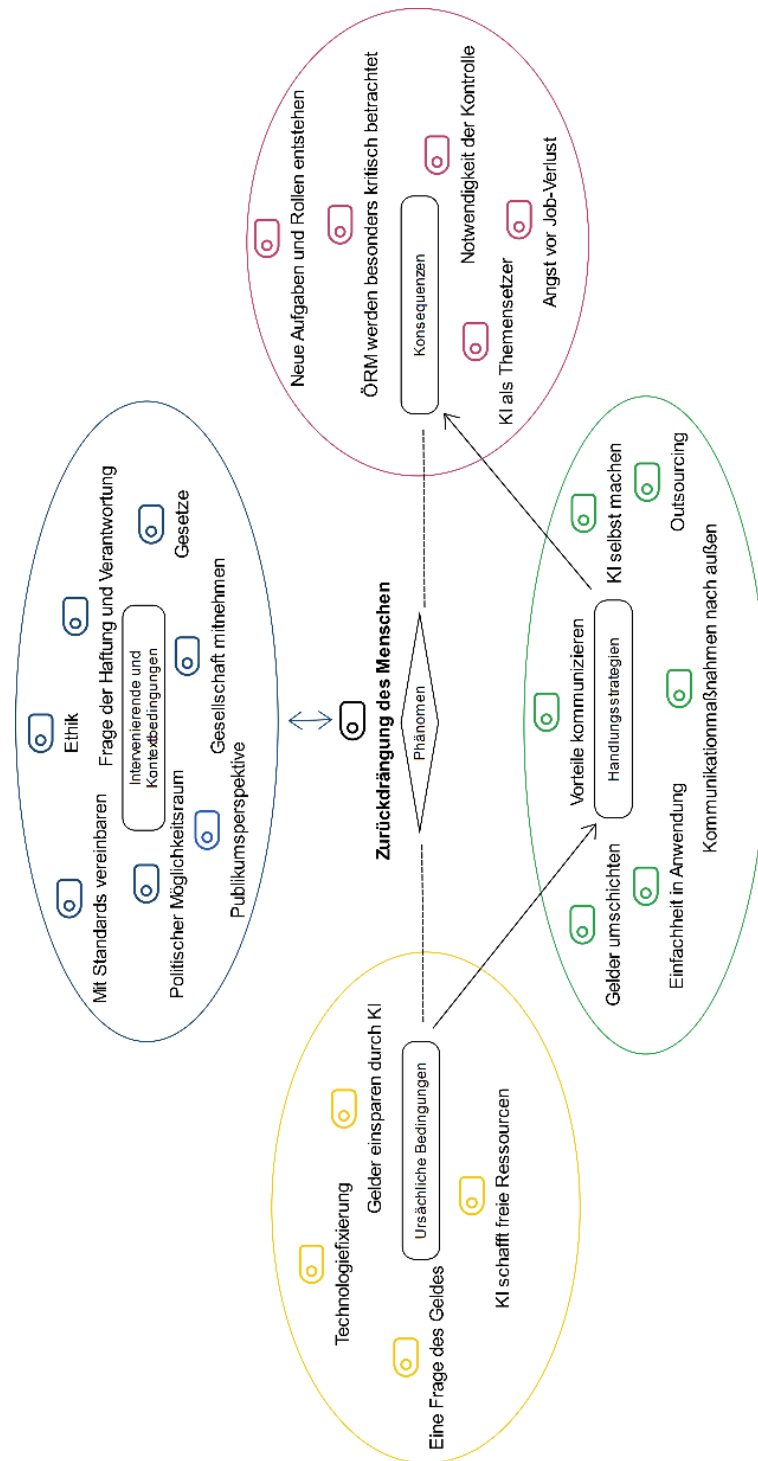 Ethik
Mit Standards vereinbaren
Frage der Haftung und Verantwortung
Intervenierende und
Kontextbedingungen
Politischer Möglichkeitsraum
Gesetze
Gesellschaft mitnehmen
Publikumsperspektive
Technologiefixierung
Gelder einsparen durch KI
Ursächliche Bedingungen
Eine Frage des Geldes
KI schafft freie Ressourcen
Zurückdrängung des Menschen
Phänomen
Neue Aufgaben und Rollen entstehen
ÖRM werden besonders kritisch betrachtet
Konsequenzen
Notwendigkeit der Kontrolle
KI als Themensetzer
Angst vor Job-Verlust
Vorteile kommunizieren
Gelder umschichten
Handlungsstrategien
KI selbst machen
Einfachheit in Anwendung
Outsourcing
Kommunikationmaßnahmen nach außen